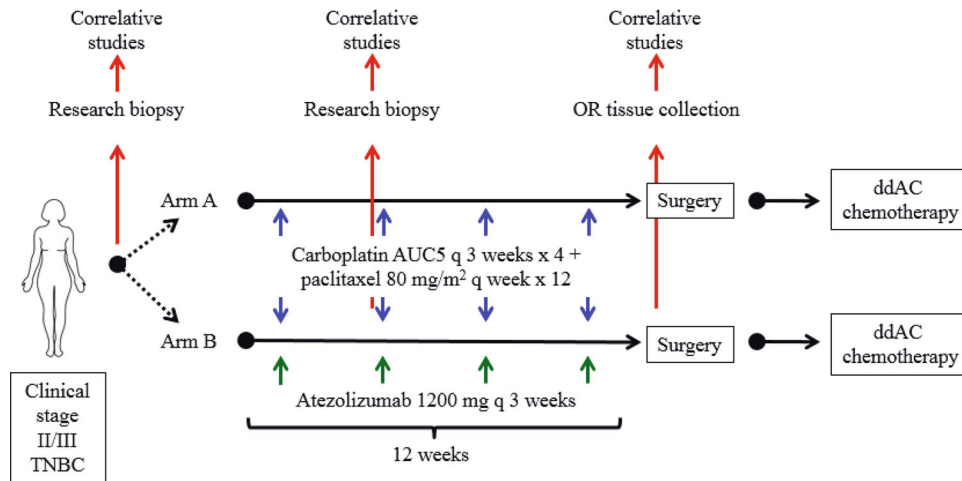 Correlative
studies
Correlative
studies
Correlative
studies
Research biopsy
Research biopsy
OR tissue collection
Arm A
Surgery
ddAC
chemotherapy
Carboplatin AUC5 q 3 weeks x 4 +
paclitaxel 80 mg/m² q week x 12
Arm B
Surgery
ddAC
chemotherapy
Clinical
stage
II/III
TNBC
Atezolizumab 1200 mg q 3 weeks
12 weeks